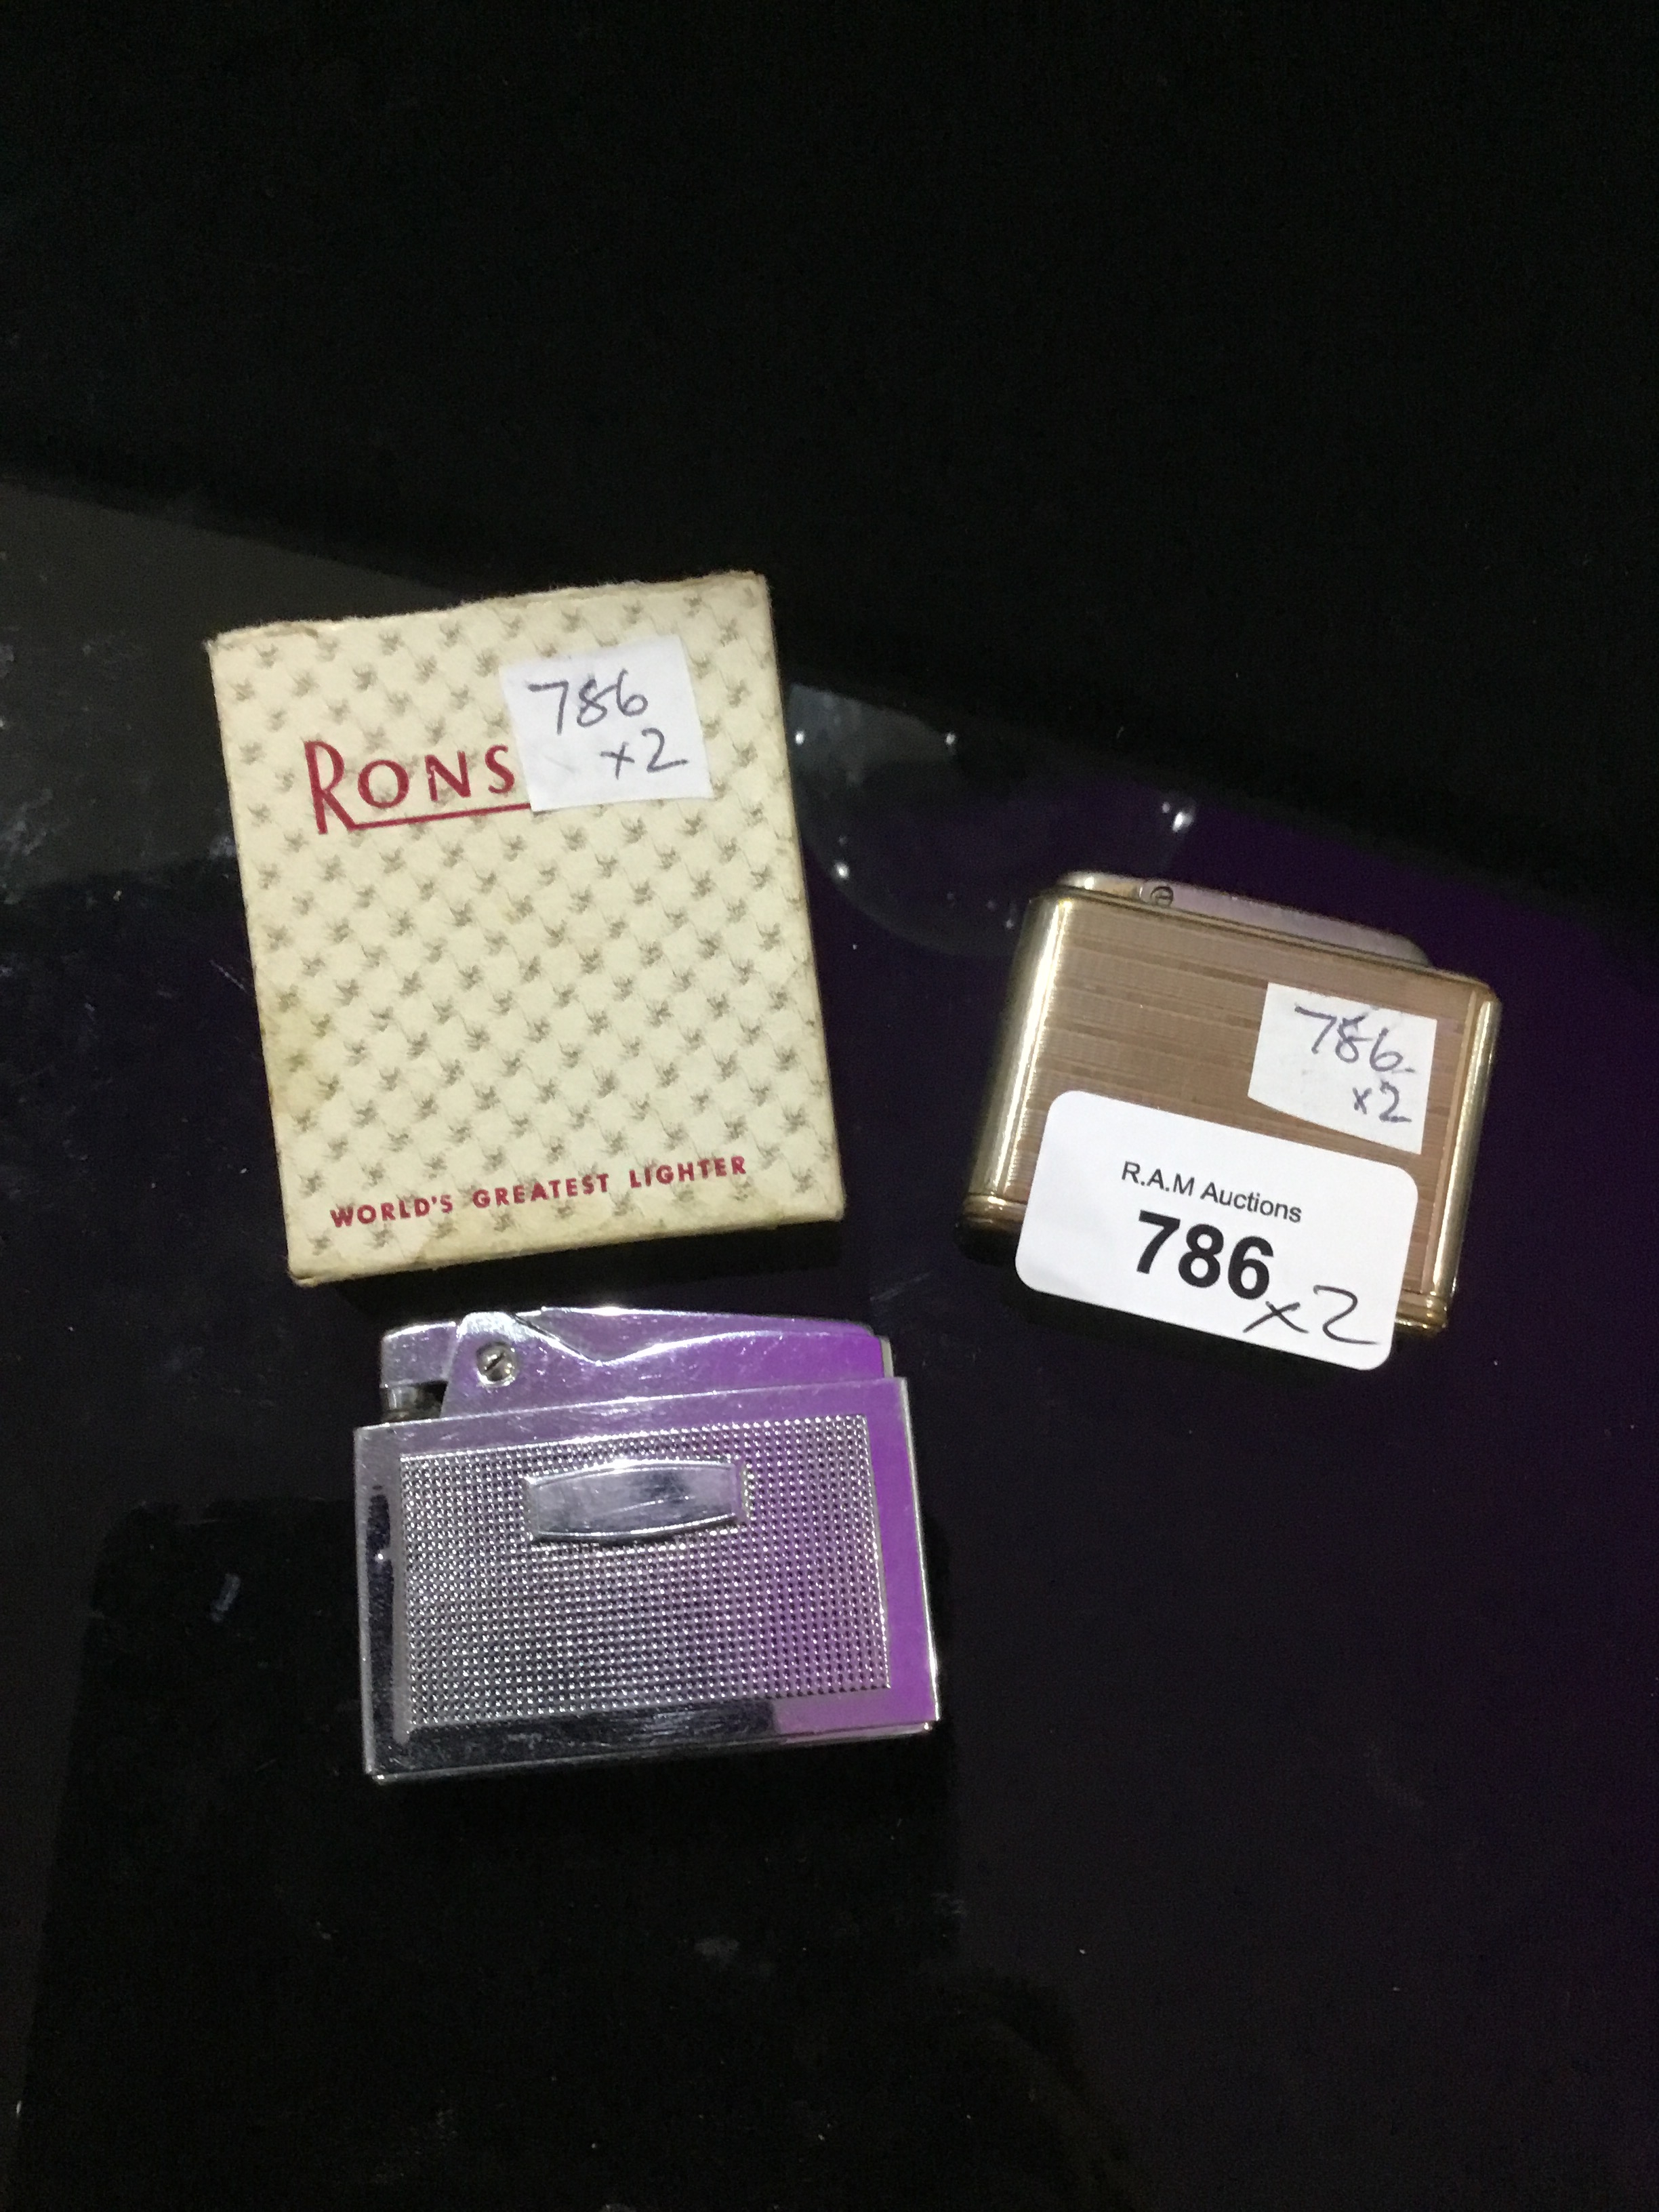 786
x2
RONS
WORLD'S GREATEST LIGHTER
786
x2
R.A.M Auctions
786 x2